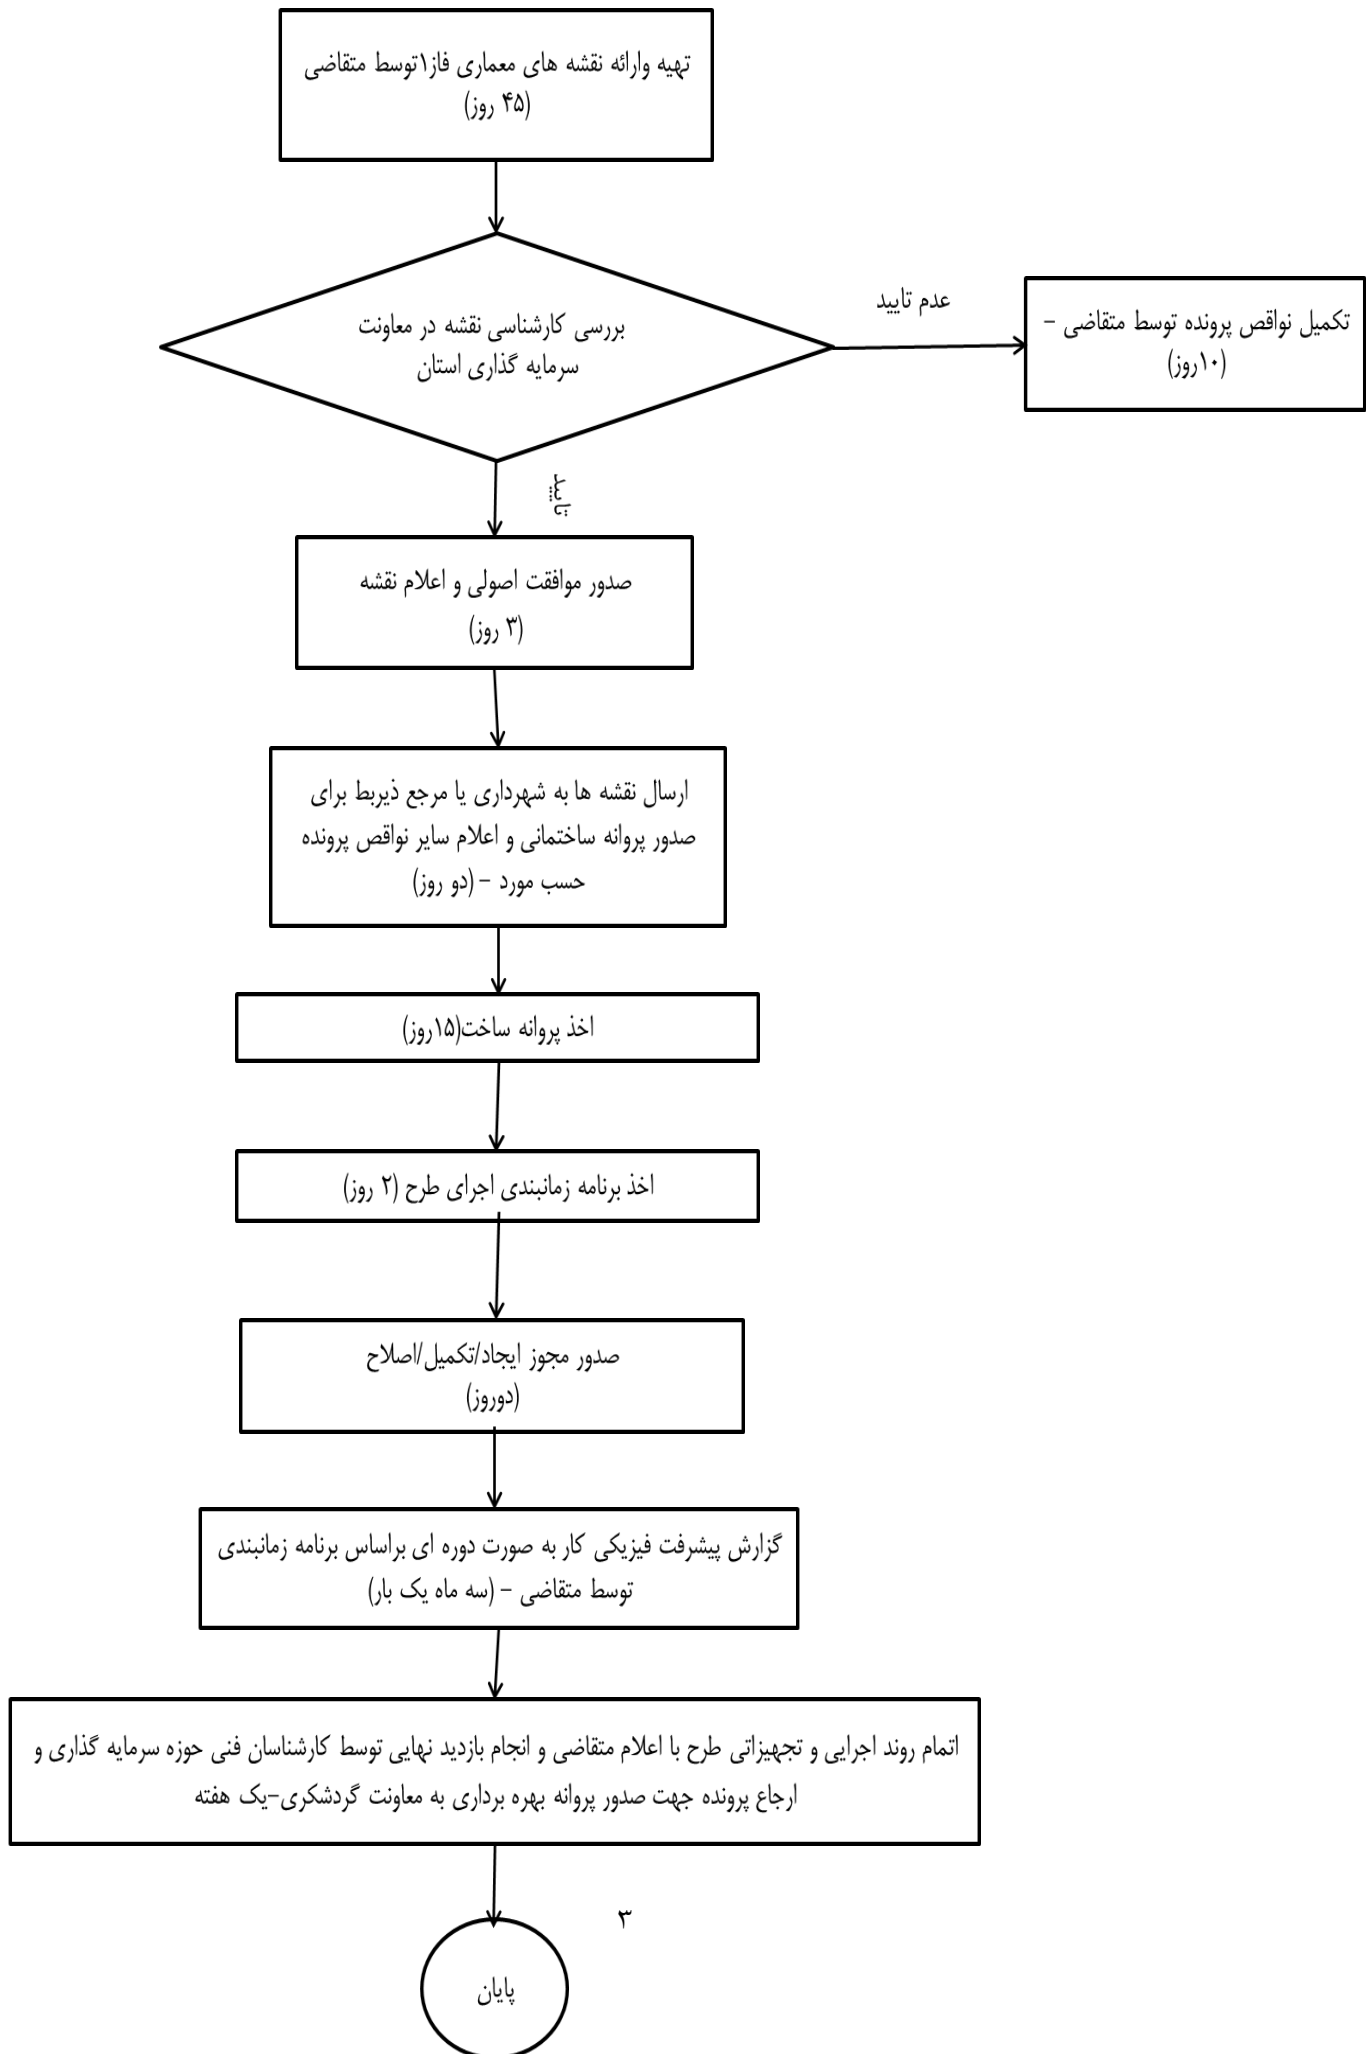 تهیه وارائه نقشه های معماری فاز۱توسط متقاضی
(۴۵ روز)
بررسی کارشناسی نقشه در معاونت
سرمایه گذاری استان
عدم تایید
تکمیل نواقص پرونده توسط متقاضی –
(۱۰روز)
تایید
صدور موافقت اصولی و اعلام نقشه
(۳ روز)
ارسال نقشه ها به شهرداری یا مرجع ذیربط برای
صدور پروانه ساختمانی و اعلام سایر نواقص پرونده
حسب مورد – (دو روز)
اخذ پروانه ساخت(۱۵روز)
اخذ برنامه زمانبندی اجرای طرح (۲ روز)
صدور مجوز ایجاد/تکمیل/اصلاح
(دوروز)
گزارش پیشرفت فیزیکی کار به صورت دوره ای براساس برنامه زمانبندی
توسط متقاضی – (سه ماه یک بار)
اتمام روند اجرایی و تجهیزاتی طرح با اعلام متقاضی و انجام بازدید نهایی توسط کارشناسان فنی حوزه سرمایه گذاری و
ارجاع پرونده جهت صدور پروانه بهره برداری به معاونت گردشکری–یک هفته
۳
پایان